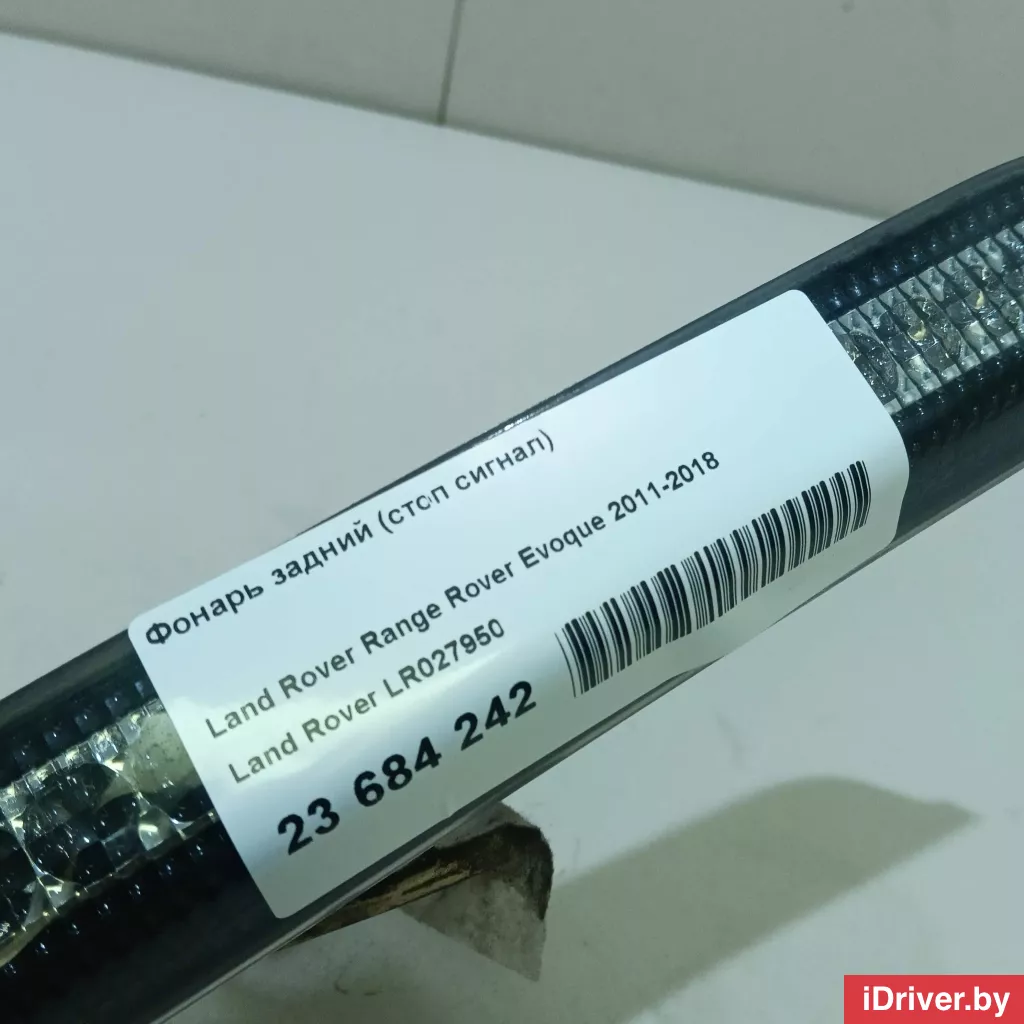 Фонарь задний (стоп сигнал)
Land Rover Range Rover Evoque 2011-2018
Land Rover LR027950
23 684 242
iDriver.by